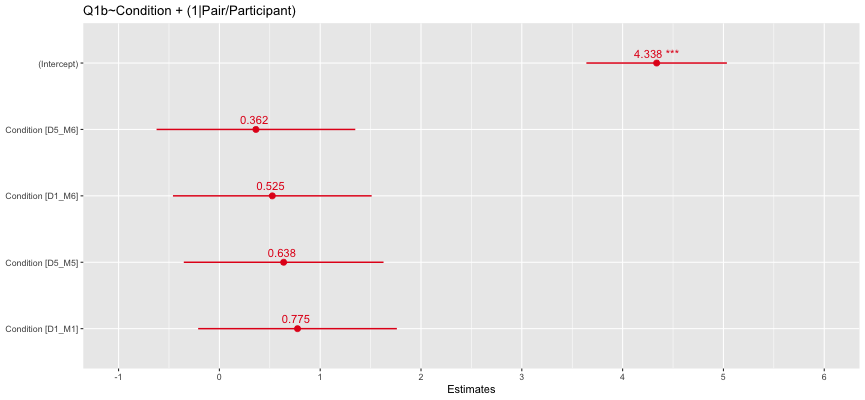 Q1b~Condition + (1|Pair/Participant)
(Intercept)
4.338 ***
Condition [D5_M6]
0.362
Condition [D1_M6]
0.525
Condition [D5_M5]
0.638
Condition [D1_M1]
0.775
-1 0 1 2 3 4 5 6
Estimates